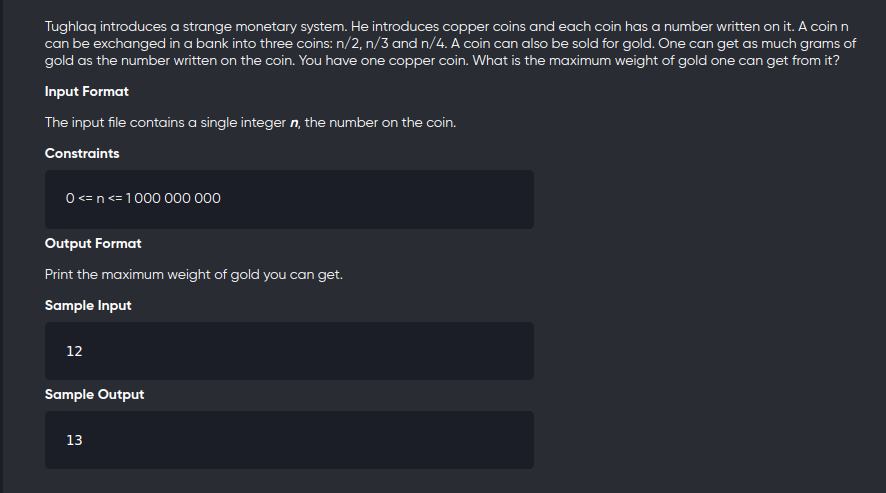 Tughlaq introduces a strange monetary system. He introduces copper coins and each coin has a number written on it. A coin n
can be exchanged in a bank into three coins: n/2, n/3 and n/4. A coin can also be sold for gold. One can get as much grams of
gold as the number written on the coin. You have one copper coin. What is the maximum weight of gold one can get from it?
Input Format
The input file contains a single integer n, the number on the coin.
Constraints
0 <= n <= 1 000 000 000
Output Format
Print the maximum weight of gold you can get.
Sample Input
12
Sample Output
13